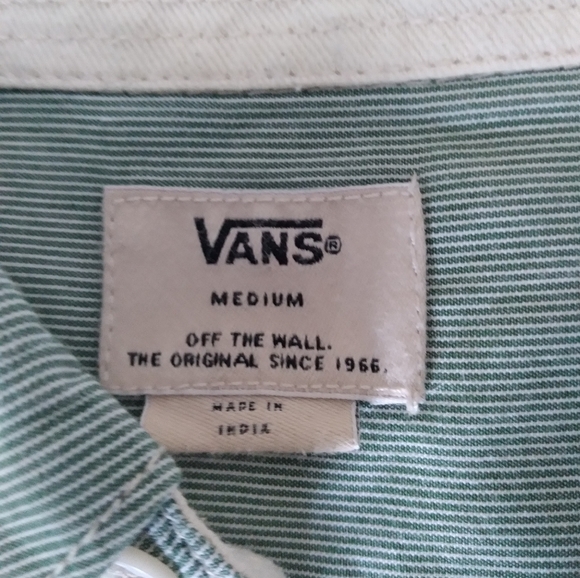 VANS®
MEDIUM
OFF THE WALL.
THE ORIGINAL SINCE 1966.
MADE IN
INDIA